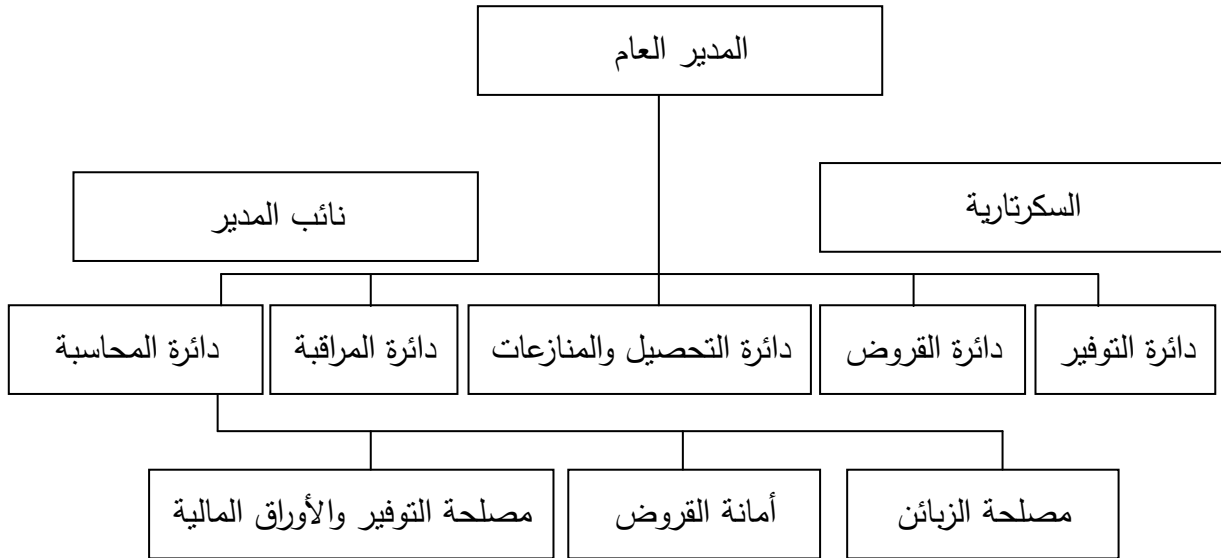 المدير العام
السكرتارية
نائب المدير
دائرة التوفير
دائرة القروض
دائرة التحصيل والمنازعات
دائرة المراقبة
دائرة المحاسبة
مصلحة الزبائن
أمانة القروض
مصلحة التوفير والأوراق المالية